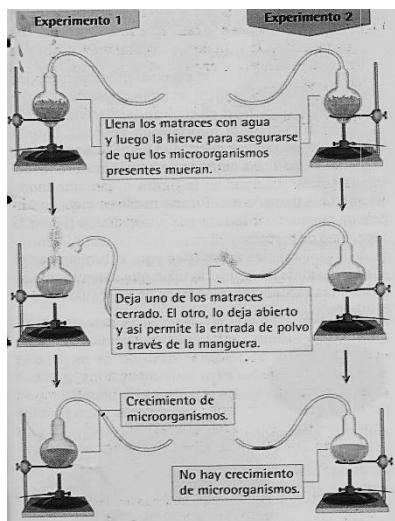 Experimento 1
Experimento 2
Llena los matraces con agua
y luego la hierve para asegurarse
de que los microorganismos
presentes mueran.
Deja uno de los matraces
cerrado. El otro, lo deja abierto
y así permite la entrada de polvo
a través de la manguera.
Crecimiento de
microorganismos.
No hay crecimiento
de microorganismos.